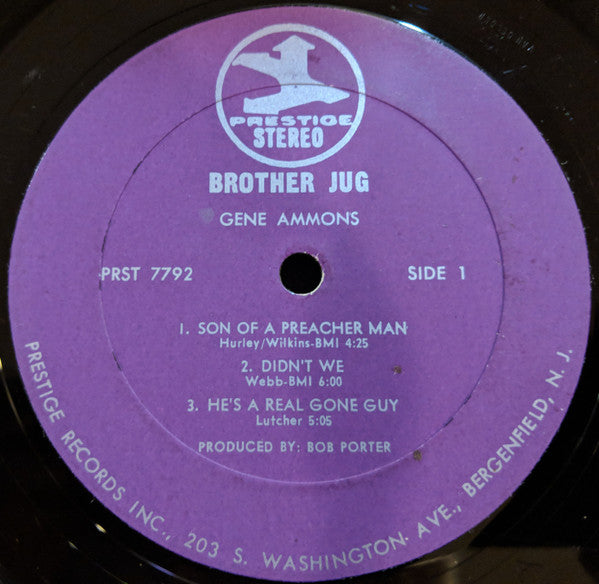 PRESTIGE
STEREO
BROTHER JUG
GENE AMMONS
PRST 7792
SIDE 1
1. SON OF A PREACHER MAN
Hurley/Wilkins-BMI 4:25
2. DIDN'T WE
Webb-BMI 6:00
3. HE'S A REAL GONE GUY
Lutcher 5:05
PRODUCED BY: BOB PORTER
PRESTIGE RECORDS INC., 203 S. WASHINGTON AVE., BERGENFIELD, N. J.